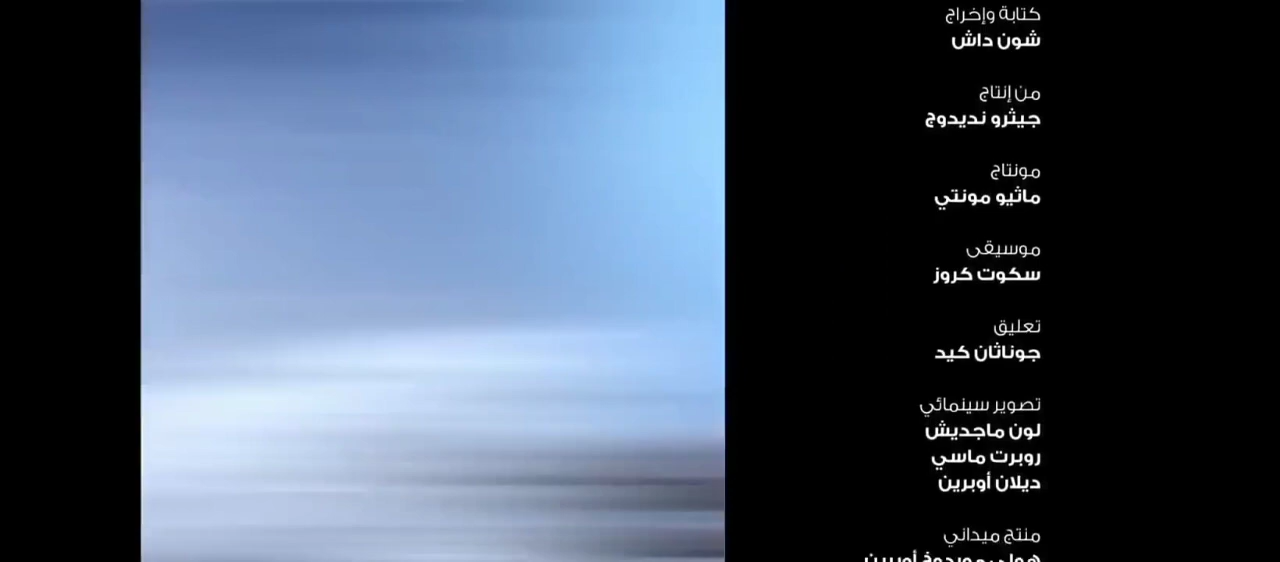 كتابة وإخراج
شون داش
من إنتاج
جيثرو نديدوج
مونتاج
ماثيو مونتي
موسيقى
سكوت كروز
تعليق
جوناثان كيد
تصوير سينمائي
لون ماجديش
روبرت ماسي
ديلان أوبرين
منتج ميداني